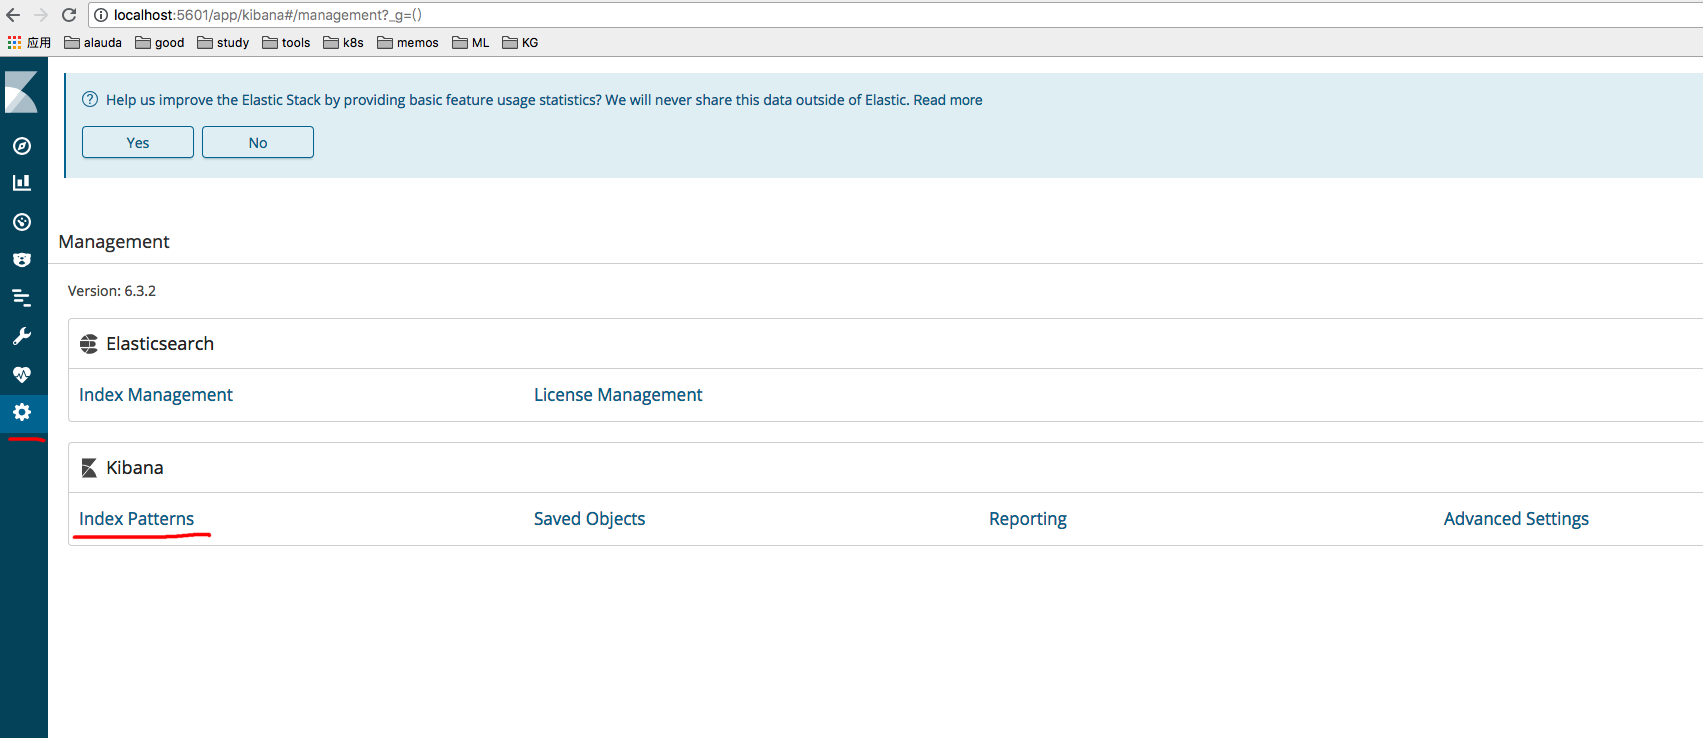 localhost:5601/app/kibana#/management?_g=()
应用 alauda good study tools k8s memos ML KG
Help us improve the Elastic Stack by providing basic feature usage statistics? We will never share this data outside of Elastic. Read more
Yes No
Management
Version: 6.3.2
Elasticsearch
Index Management License Management
Kibana
Index Patterns Saved Objects Reporting Advanced Settings